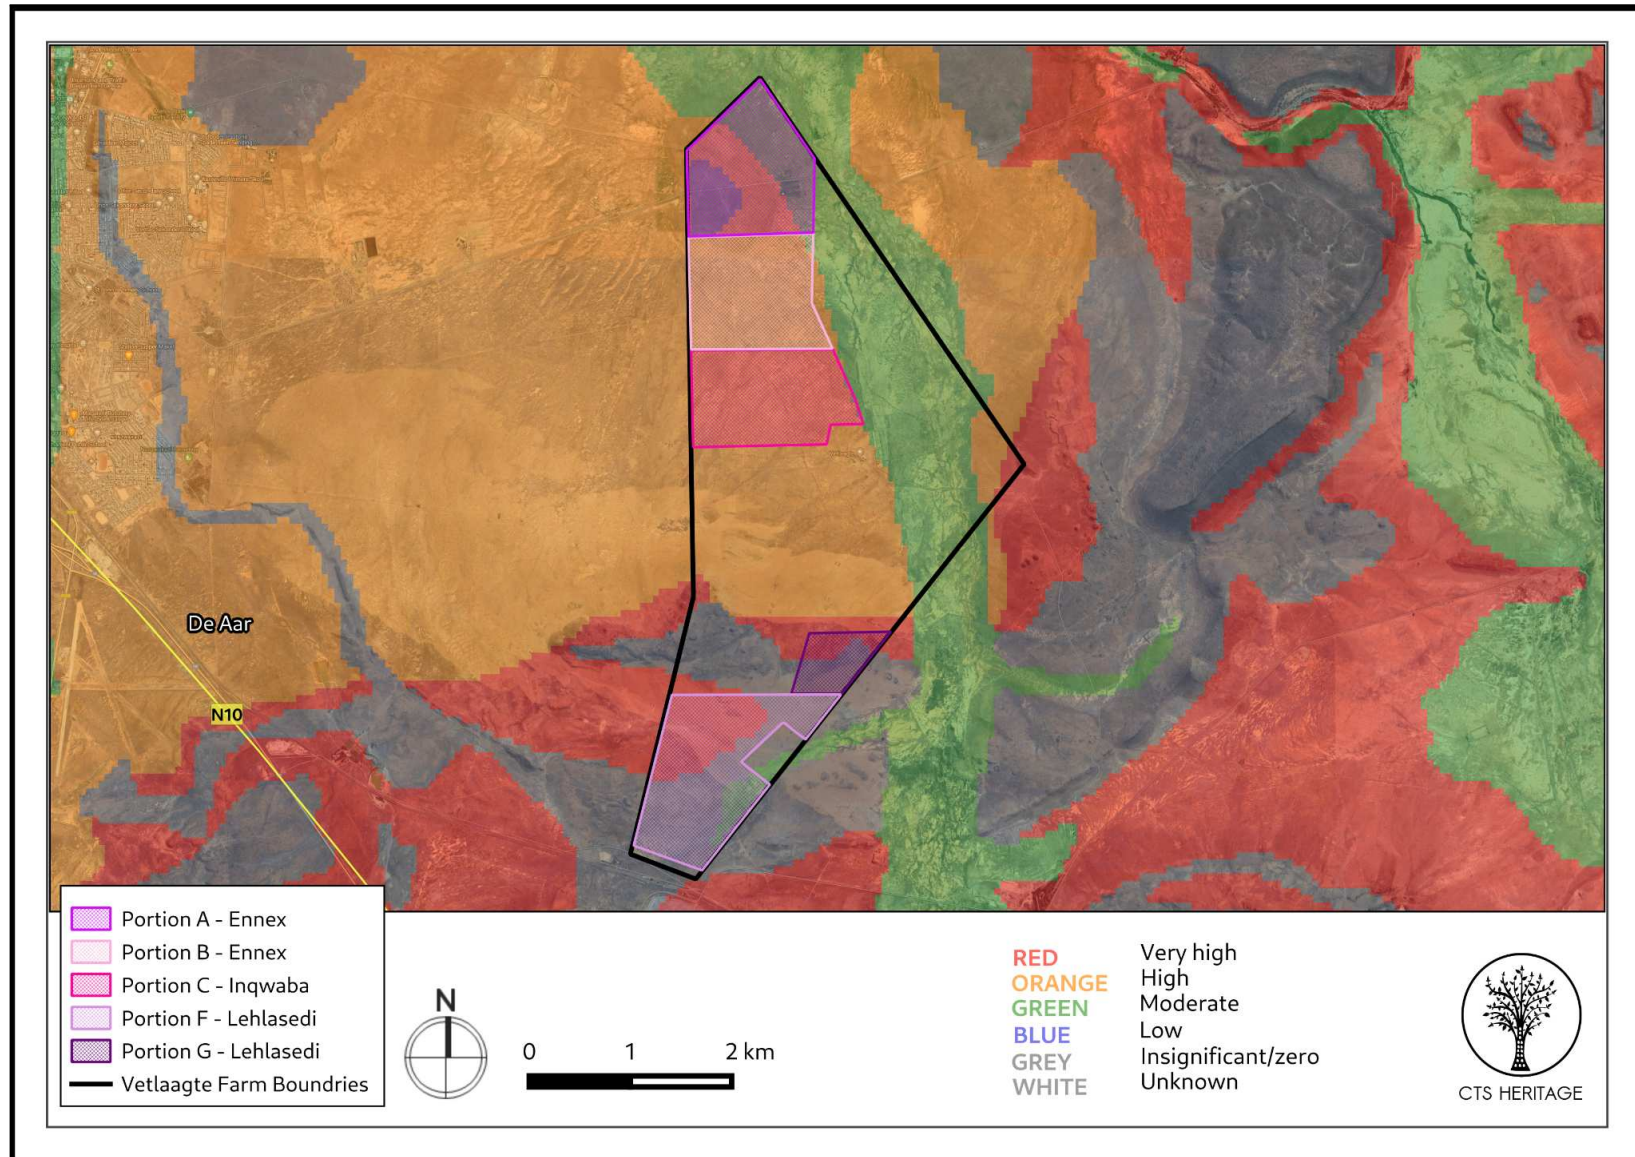 De Aar
N10
Portion A - Ennex
Portion B - Ennex
Portion C - Inqwaba
Portion F - Lehlasedi
Portion G - Lehlasedi
Vetlaagte Farm Boundries
N
0 1 2 km
RED Very high
ORANGE High
GREEN Moderate
BLUE Low
GREY Insignificant/zero
WHITE Unknown
CTS HERITAGE